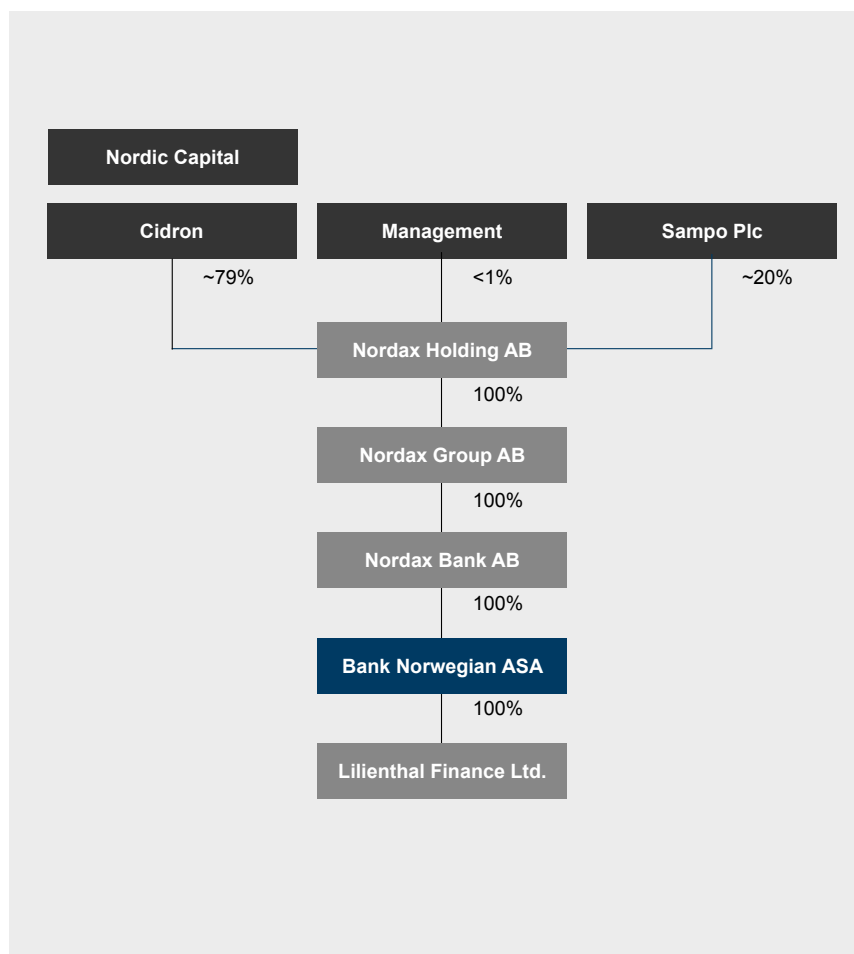 Nordic Capital
Cidron
Management
Sampo Plc
~79%
<1%
~20%
Nordax Holding AB
100%
Nordax Group AB
100%
Nordax Bank AB
100%
Bank Norwegian ASA
100%
Lilienthal Finance Ltd.